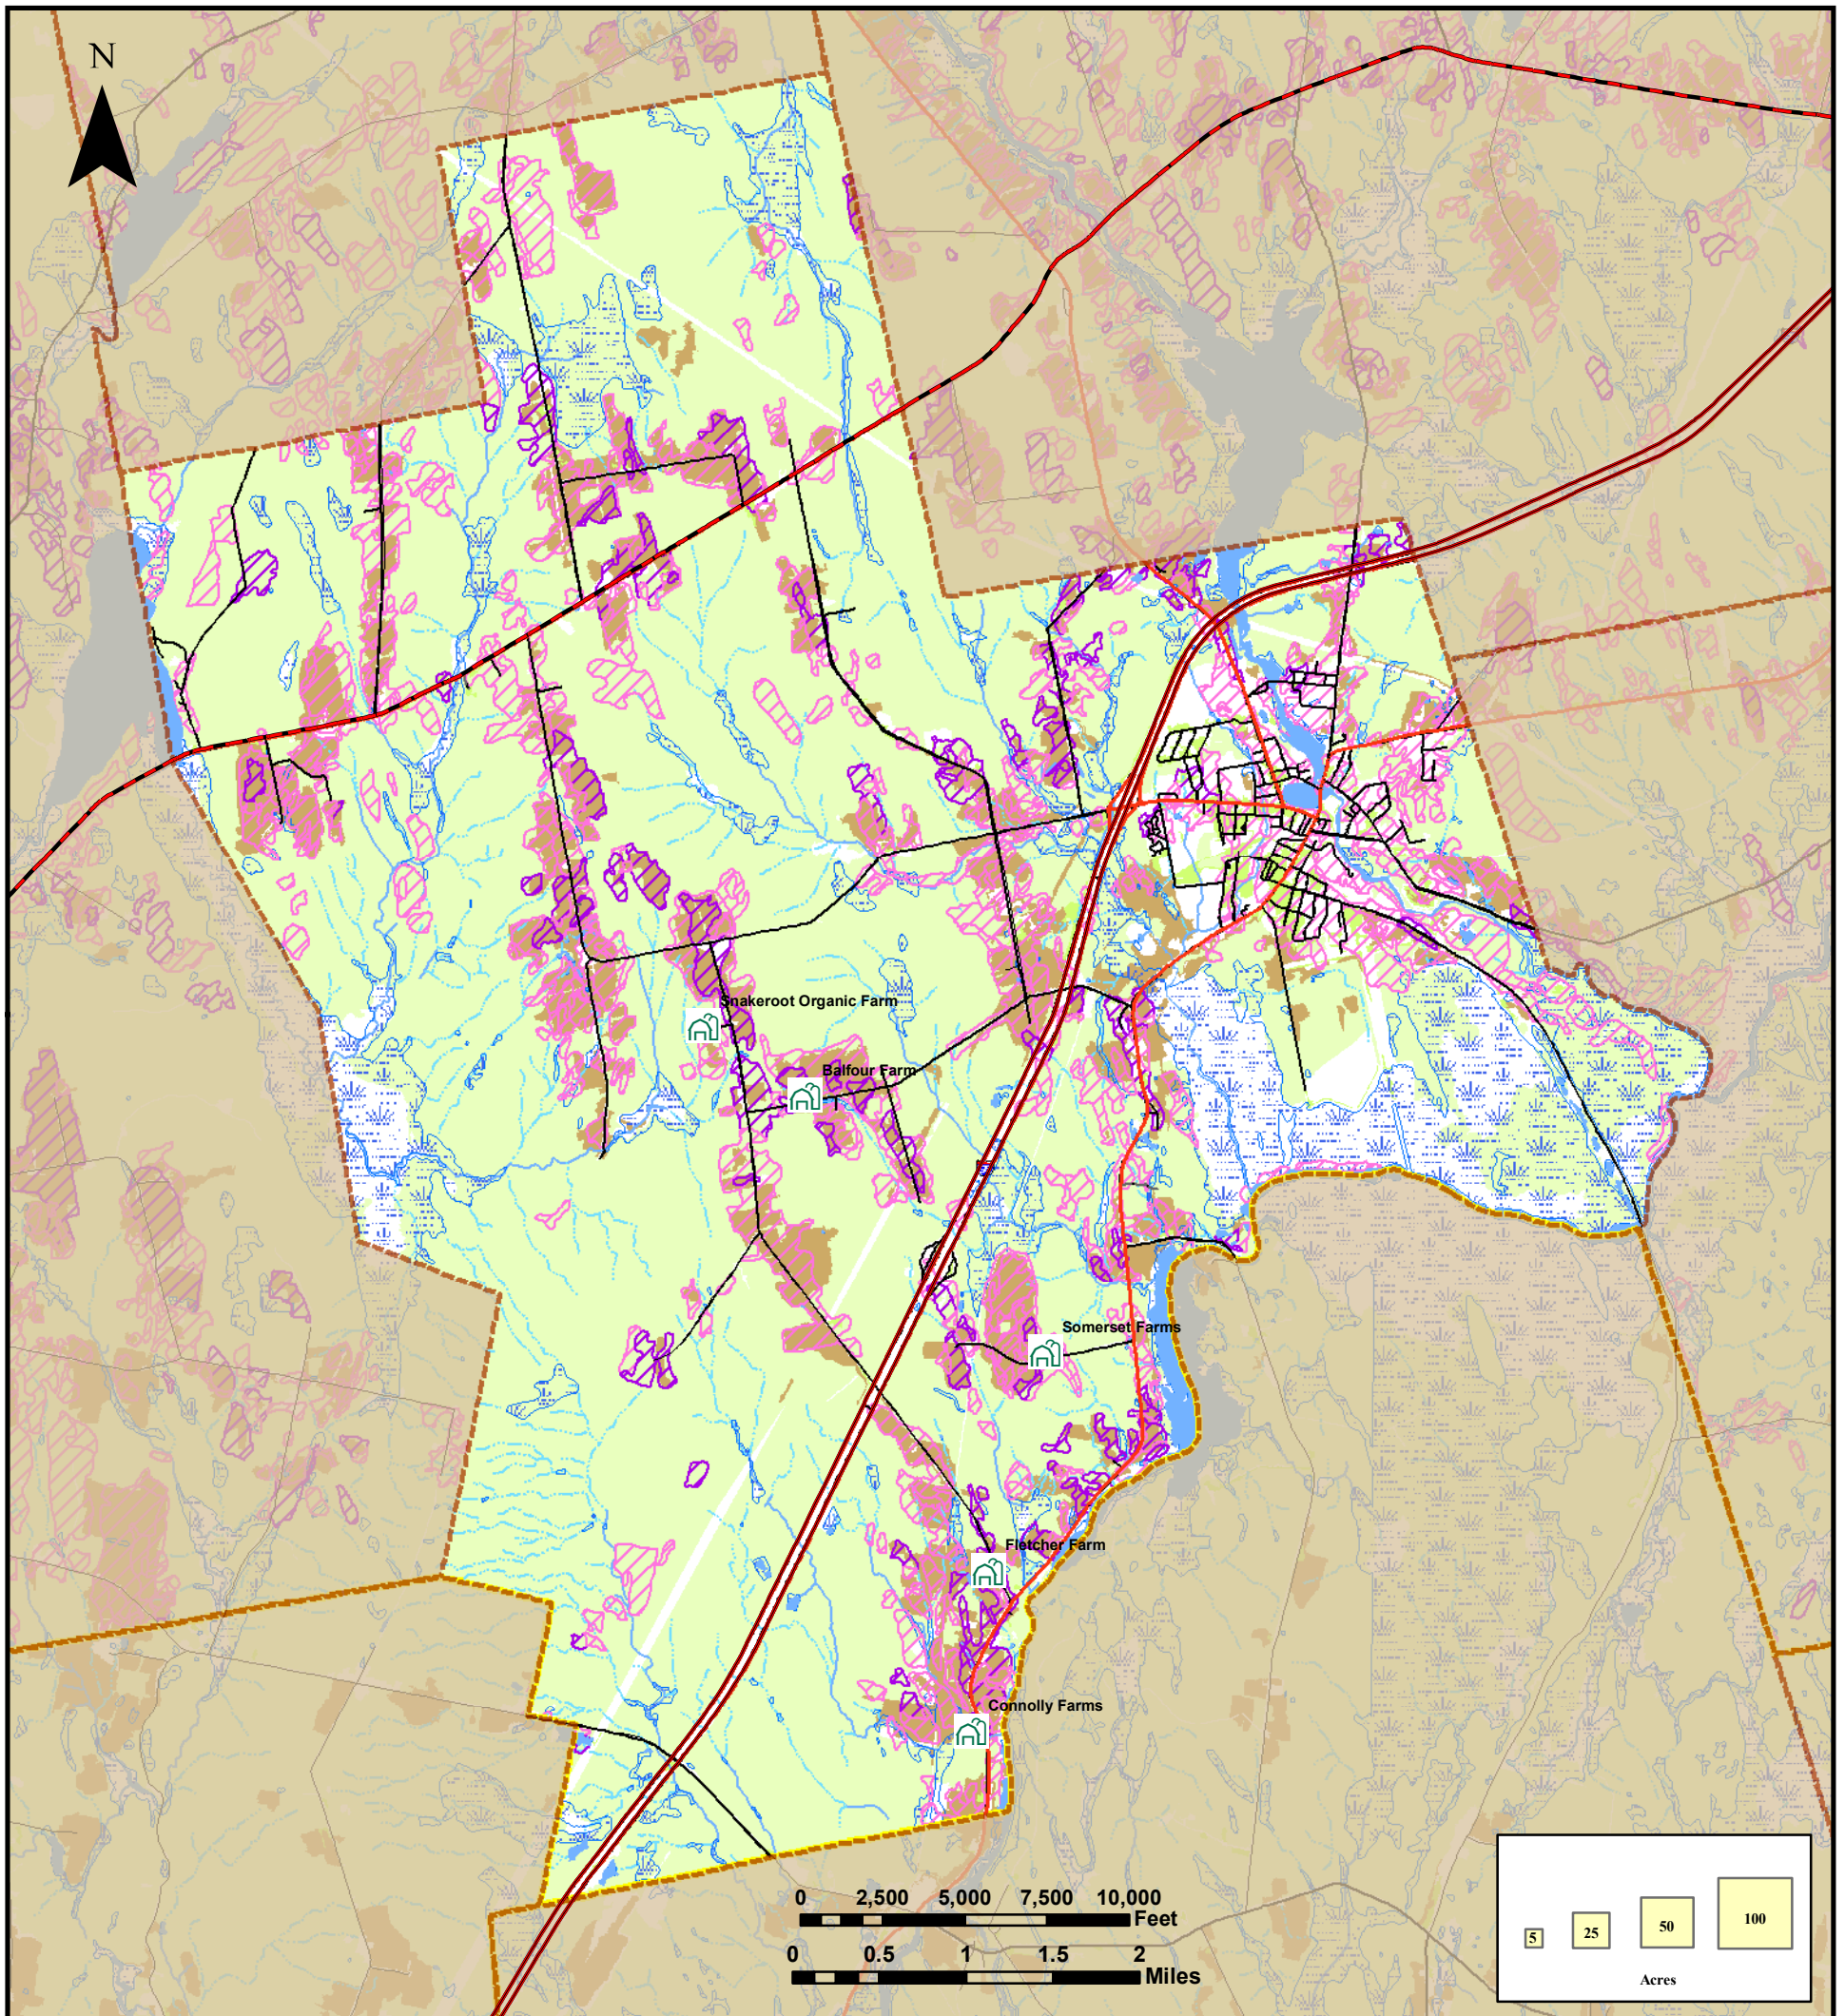 N
Snakeroot Organic Farm
Balfour Farm
Somerset Farms
Fletcher Farm
Connolly Farms
0 2,500 5,000 7,500 10,000
Feet
0 0.5 1 1.5 2
Miles
5 25 50 100
Acres